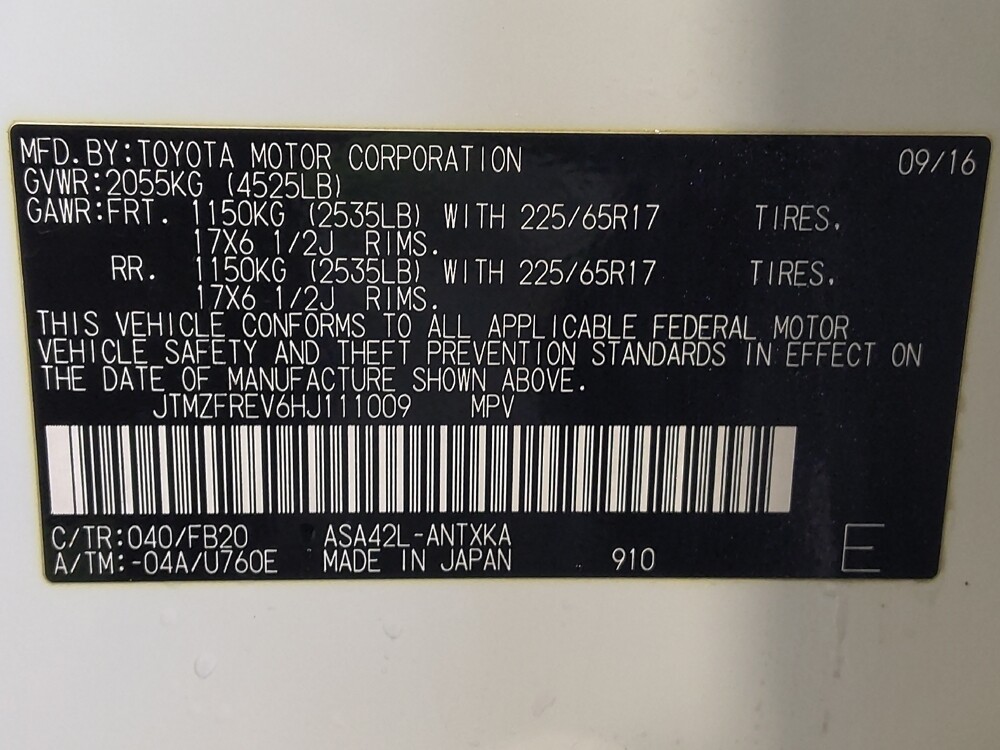 MFD.BY:TOYOTA MOTOR CORPORATION 09/16
GVWR:2055KG (4525LB)
GAWR:FRT. 1150KG (2535LB) WITH 225/65R17 TIRES.
17X6 1/2J RIMS.
RR. 1150KG (2535LB) WITH 225/65R17 TIRES.
17X6 1/2J RIMS.
THIS VEHICLE CONFORMS TO ALL APPLICABLE FEDERAL MOTOR
VEHICLE SAFETY AND THEFT PREVENTION STANDARDS IN EFFECT ON
THE DATE OF MANUFACTURE SHOWN ABOVE.
JTMZFREV6HJ111009 MPV
C/TR:040/FB20 ASA42L-ANTXKA
A/TM:-04A/U760E MADE IN JAPAN 910 E